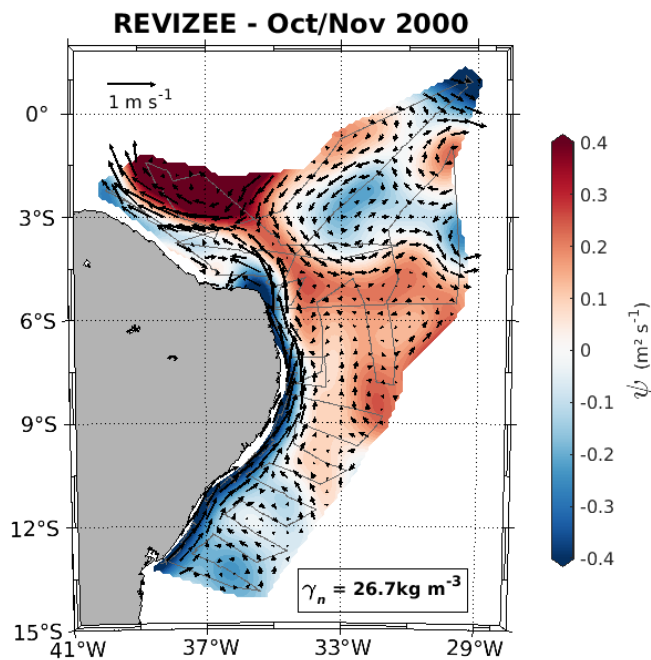 REVIZEE - Oct/Nov 2000
1 m s⁻¹
0°
3°S
6°S
9°S
12°S
15°S
41°W 37°W 33°W 29°W
γₙ = 26.7kg m⁻³
0.4
0.3
0.2
0.1
0
-0.1
-0.2
-0.3
-0.4
ψ (m² s⁻¹)